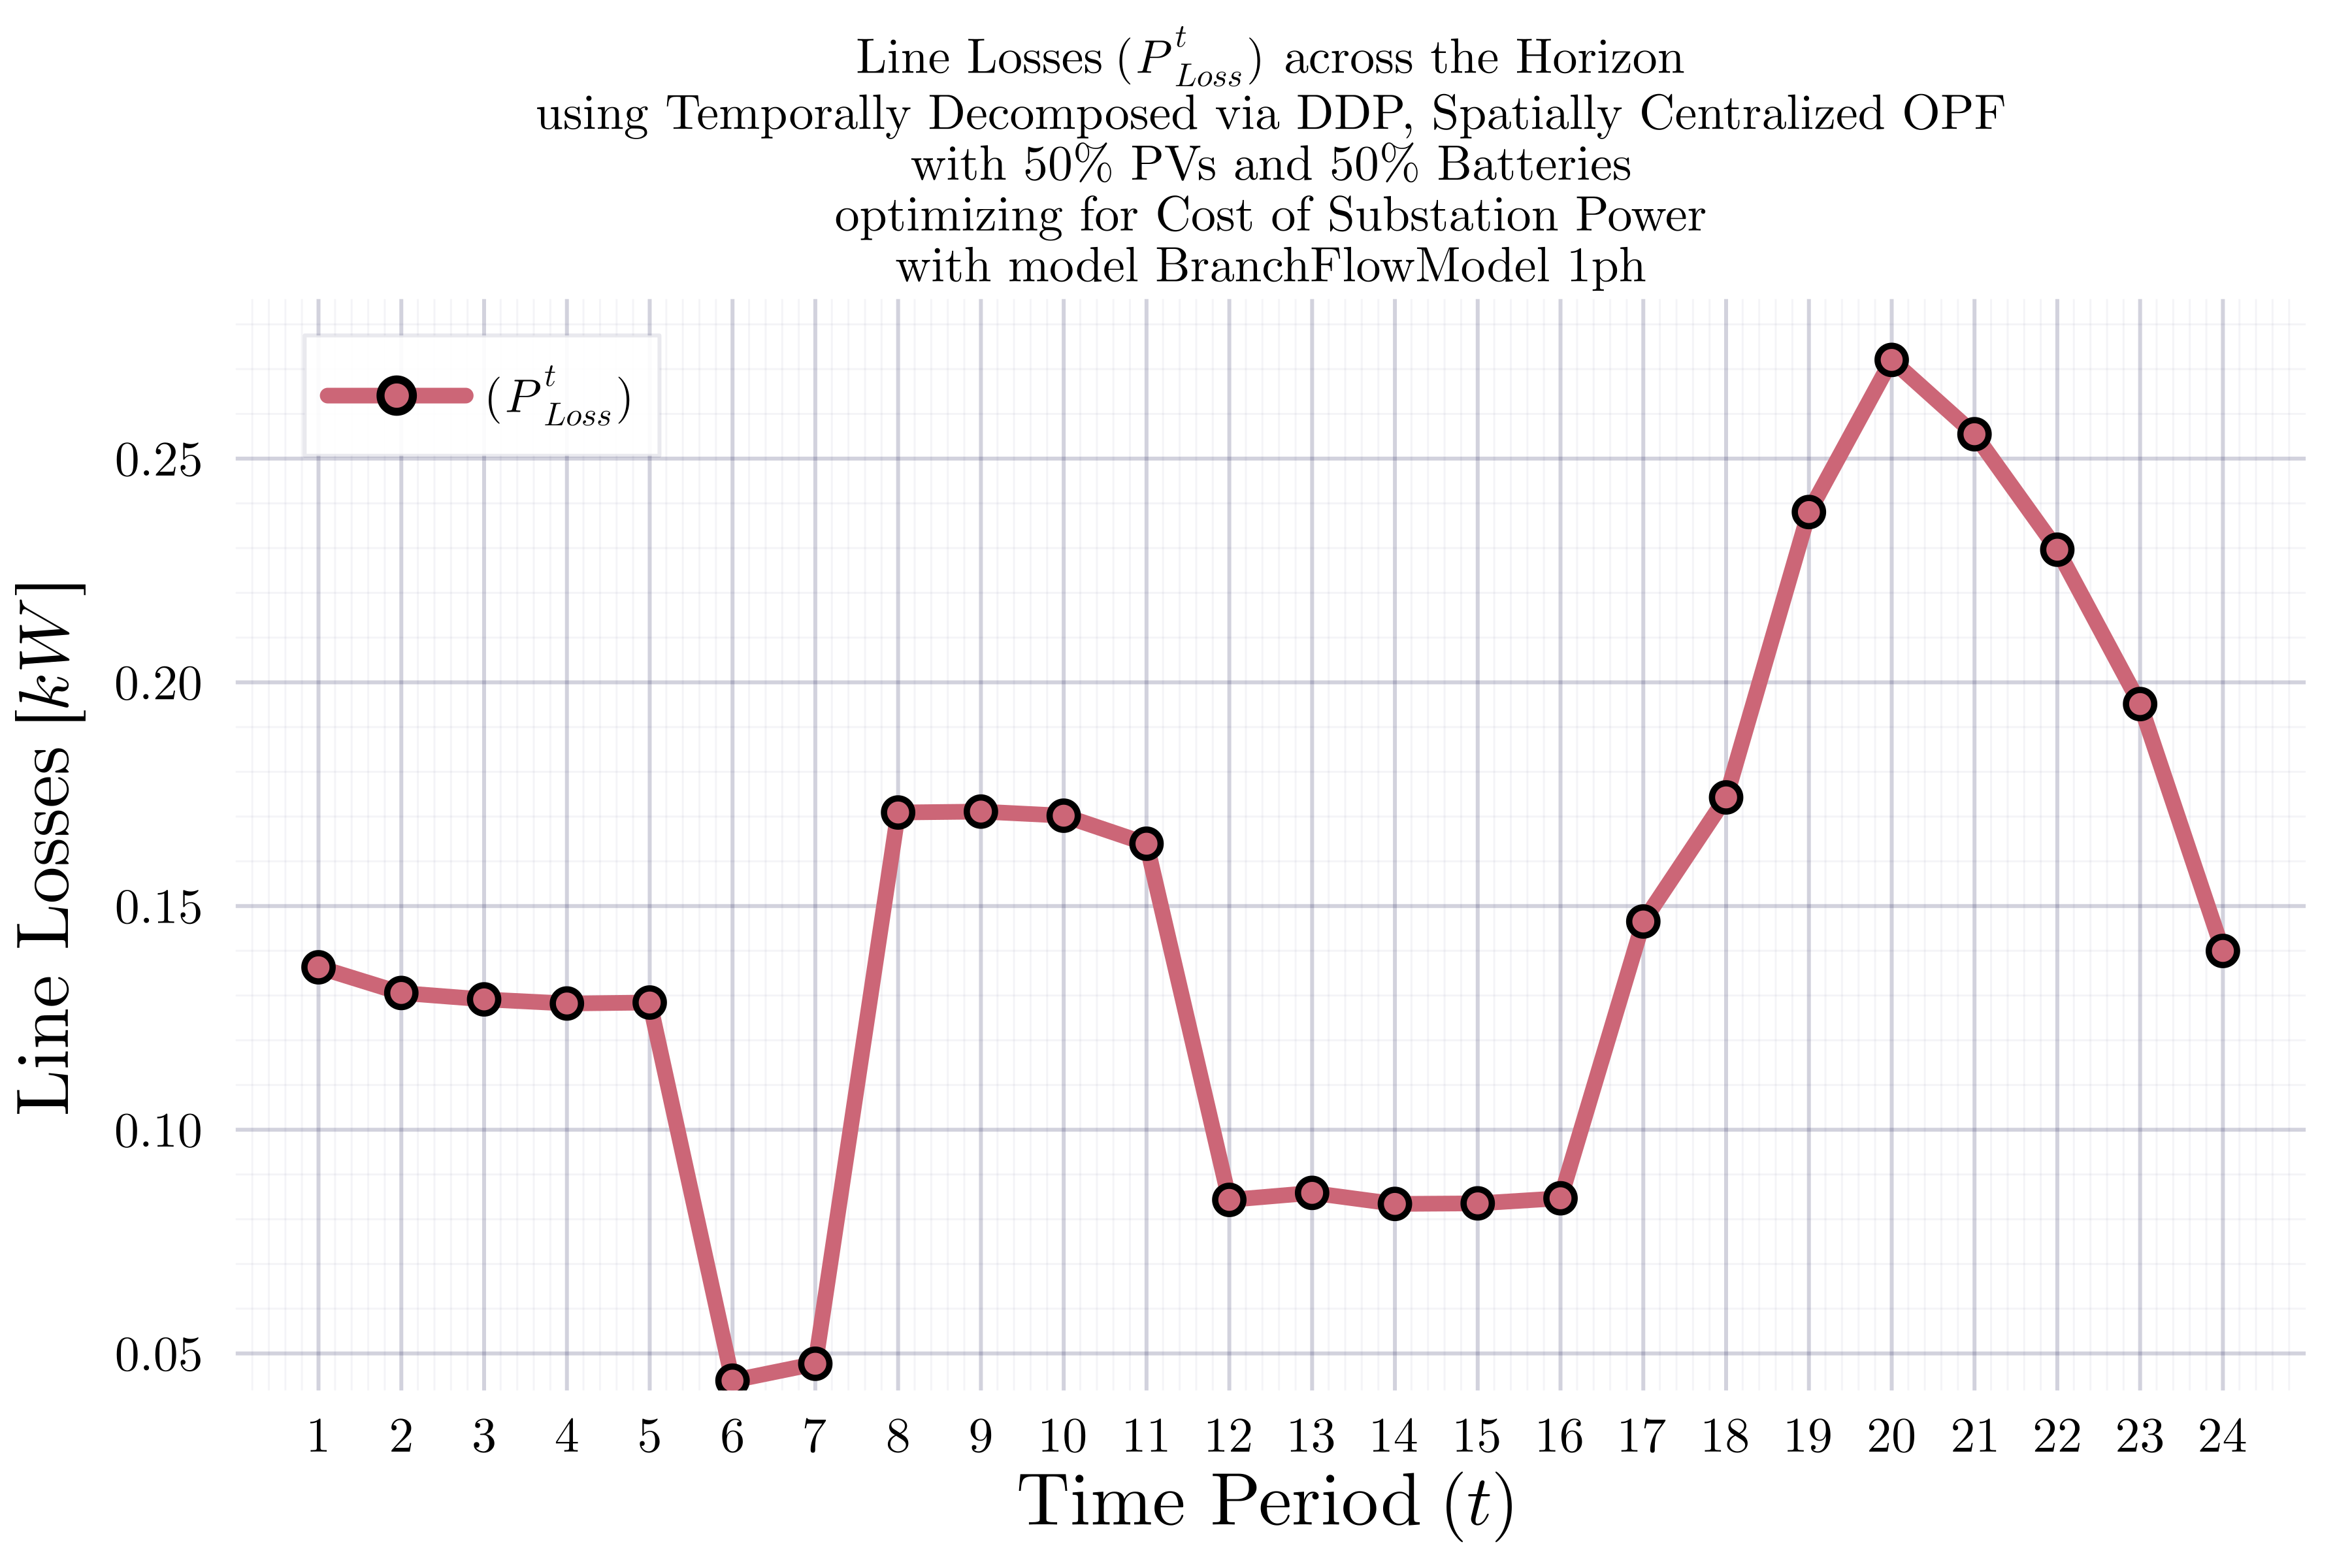 Line Losses (P^t_Loss) across the Horizon
using Temporally Decomposed via DDP, Spatially Centralized OPF
with 50% PVs and 50% Batteries
optimizing for Cost of Substation Power
with model BranchFlowModel 1ph
(P^t_Loss)
Line Losses [kW]
0.25
0.20
0.15
0.10
0.05
1 2 3 4 5 6 7 8 9 10 11 12 13 14 15 16 17 18 19 20 21 22 23 24
Time Period (t)